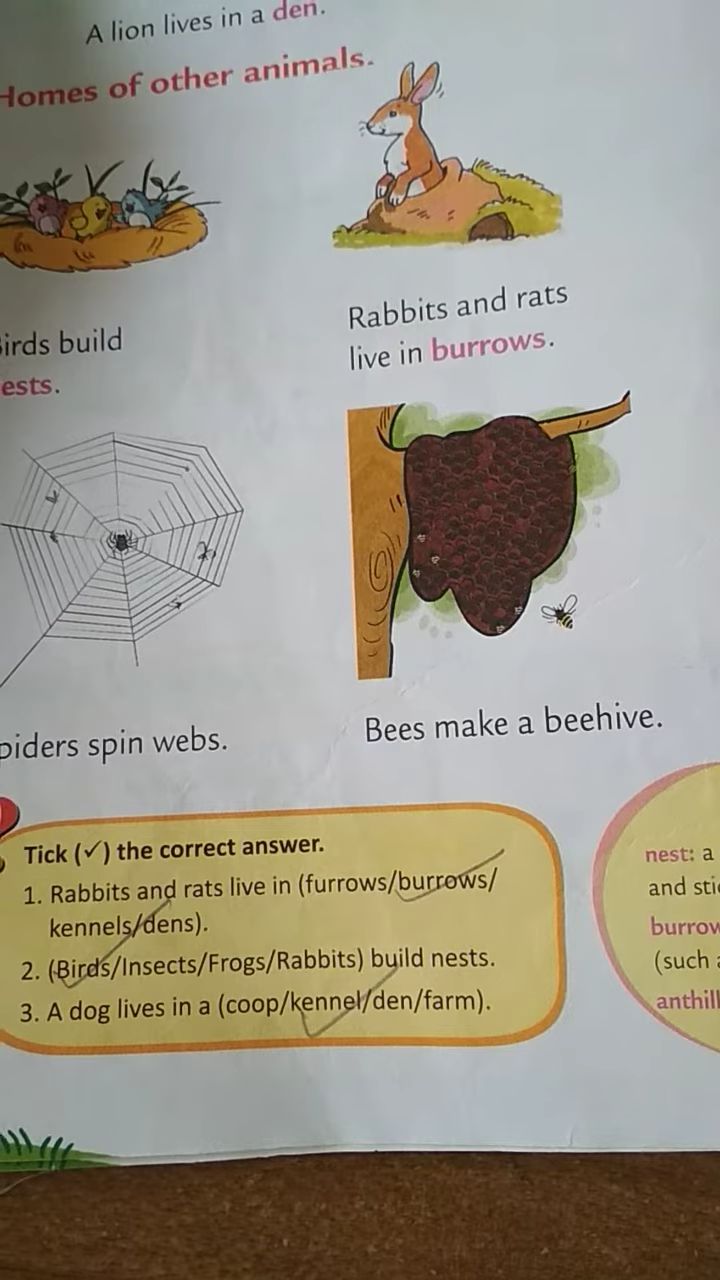 A lion lives in a den.
Homes of other animals.
irds build
ests.
Rabbits and rats
live in burrows.
piders spin webs.
Bees make a beehive.
Tick (✓) the correct answer.
1. Rabbits and rats live in (furrows/burrows/
kennels/dens).
2. (Birds/Insects/Frogs/Rabbits) build nests.
3. A dog lives in a (coop/kennel/den/farm).
nest: a
and sti
burrow
(such a
anthill